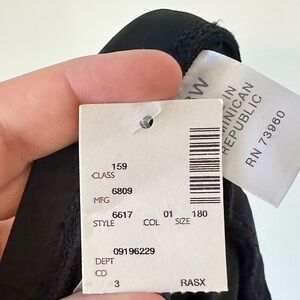 159
CLASS
6809
MFG
6617 01 180
STYLE COL SIZE
09196229
DEPT
CD
3 RASX
W
IN
REPUBLIC
RN 73960